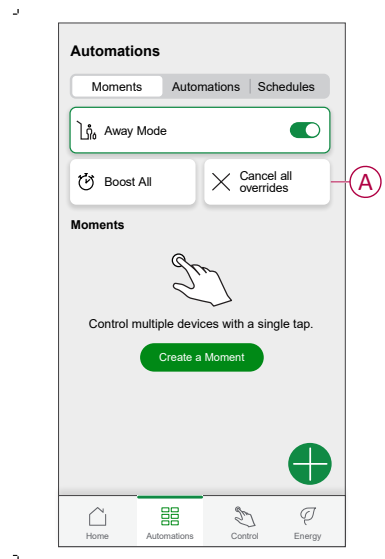 Automations
Moments Automations Schedules
Away Mode
Boost All
Cancel all
overrides
A
Moments
Control multiple devices with a single tap.
Create a Moment
Home Automations Control Energy